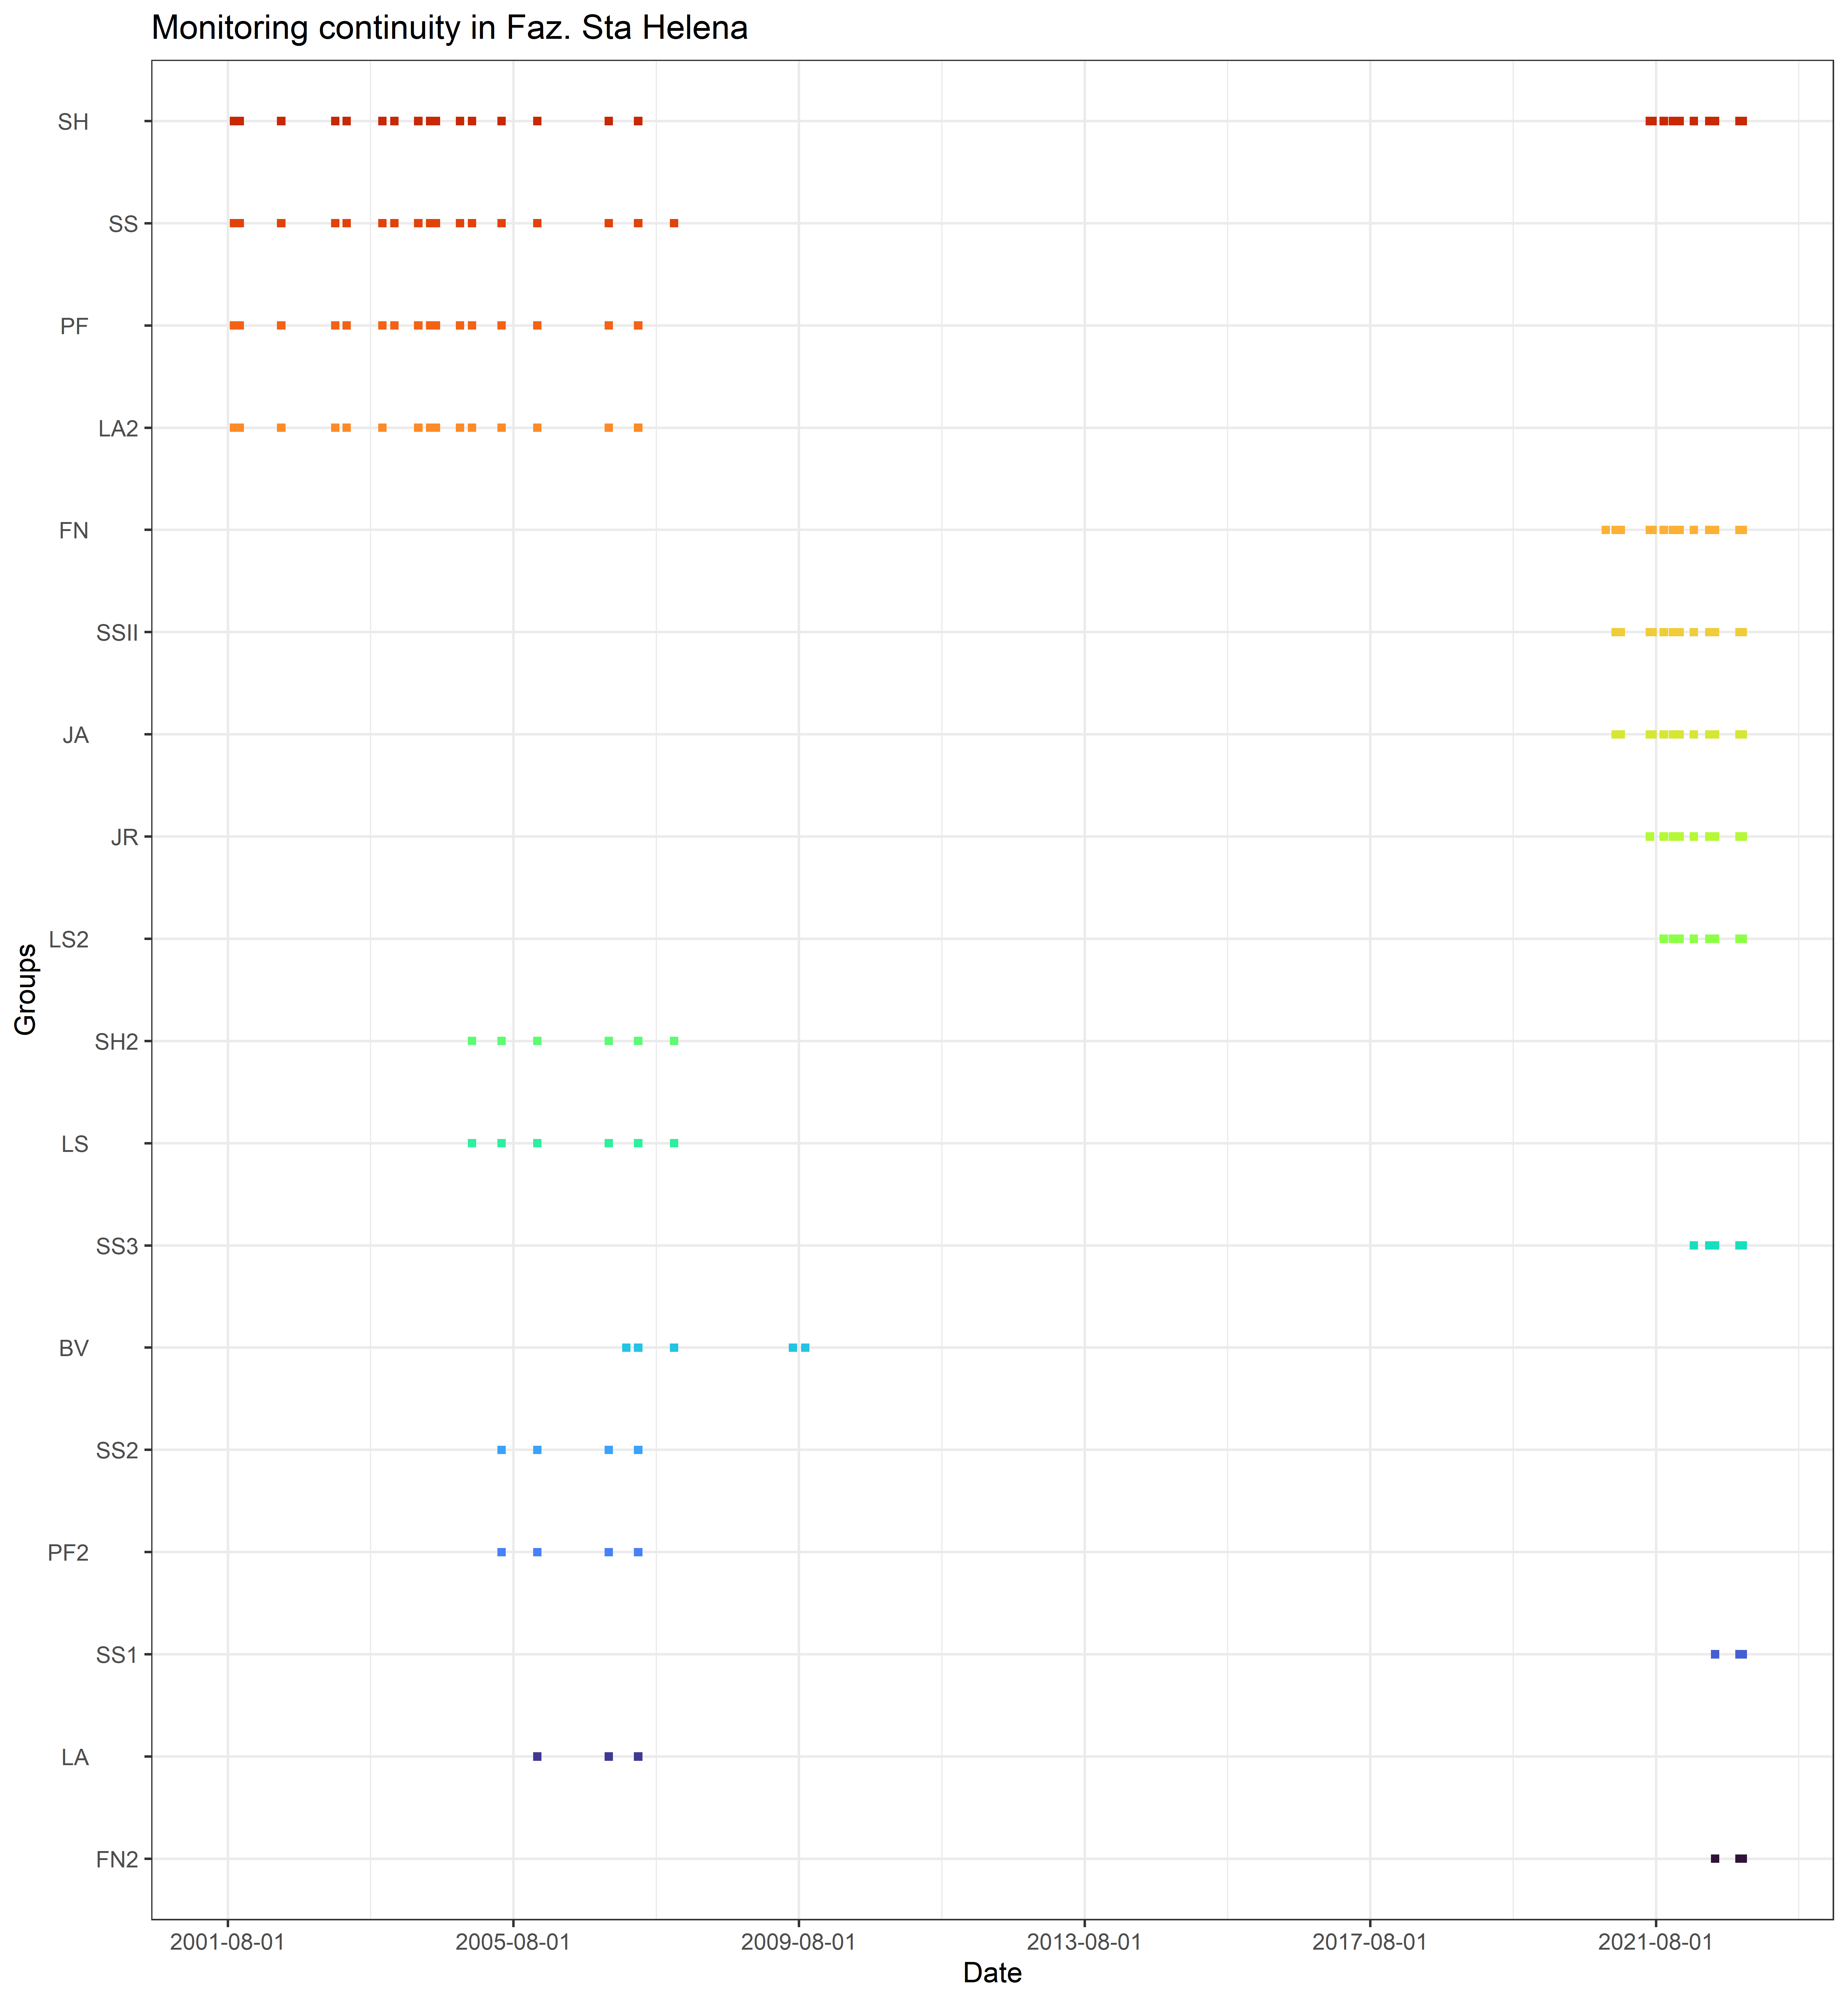 Monitoring continuity in Faz. Sta Helena
SH
SS
PF
LA2
FN
SSII
JA
JR
LS2
Groups
SH2
LS
SS3
BV
SS2
PF2
SS1
LA
FN2
2001-08-01 2005-08-01 2009-08-01 2013-08-01 2017-08-01 2021-08-01
Date